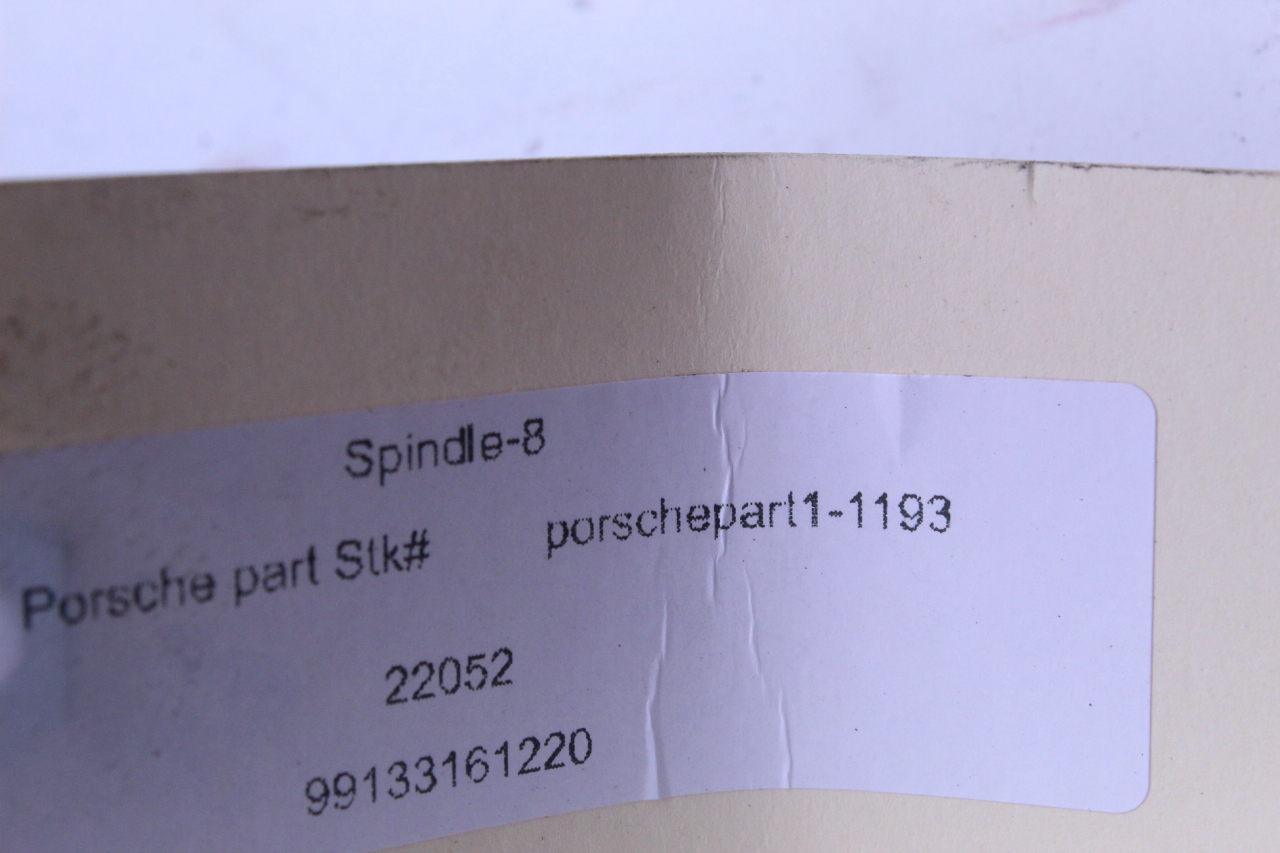 Spindle-8
Porsche part Stk# porschepart1-1193
22052
99133161220